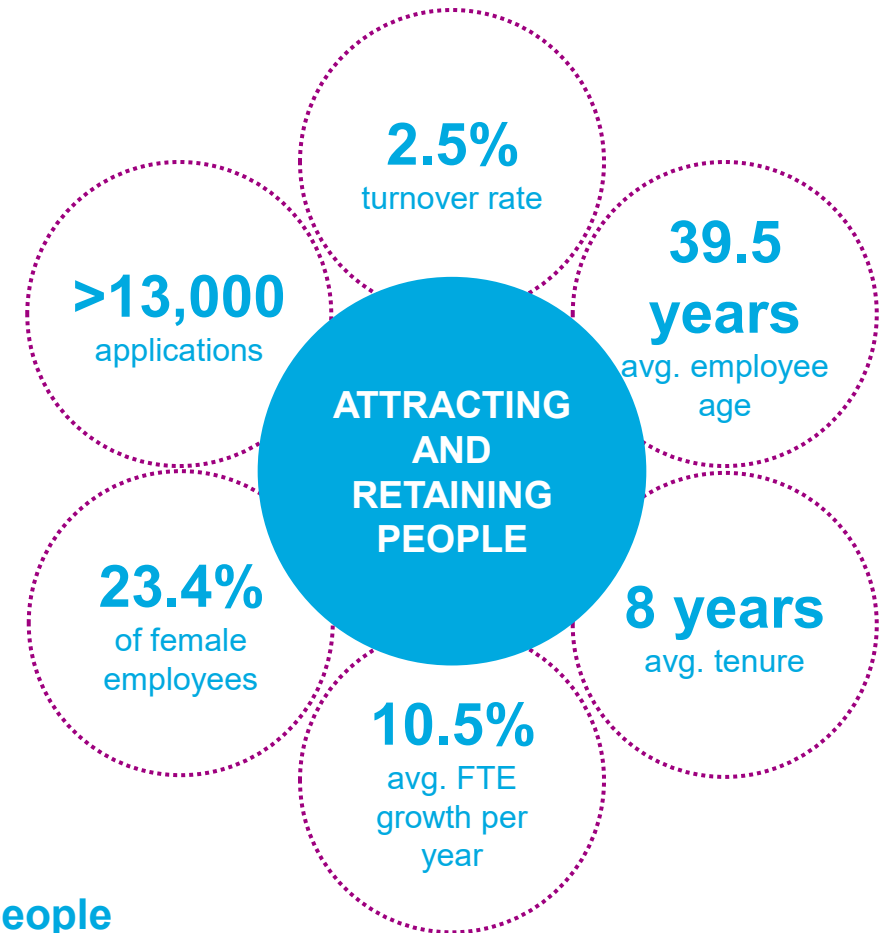 2.5%
turnover rate
39.5
years
avg. employee
age
>13,000
applications
ATTRACTING
AND
RETAINING
PEOPLE
23.4%
of female
employees
8 years
avg. tenure
10.5%
avg. FTE
growth per
year
eople